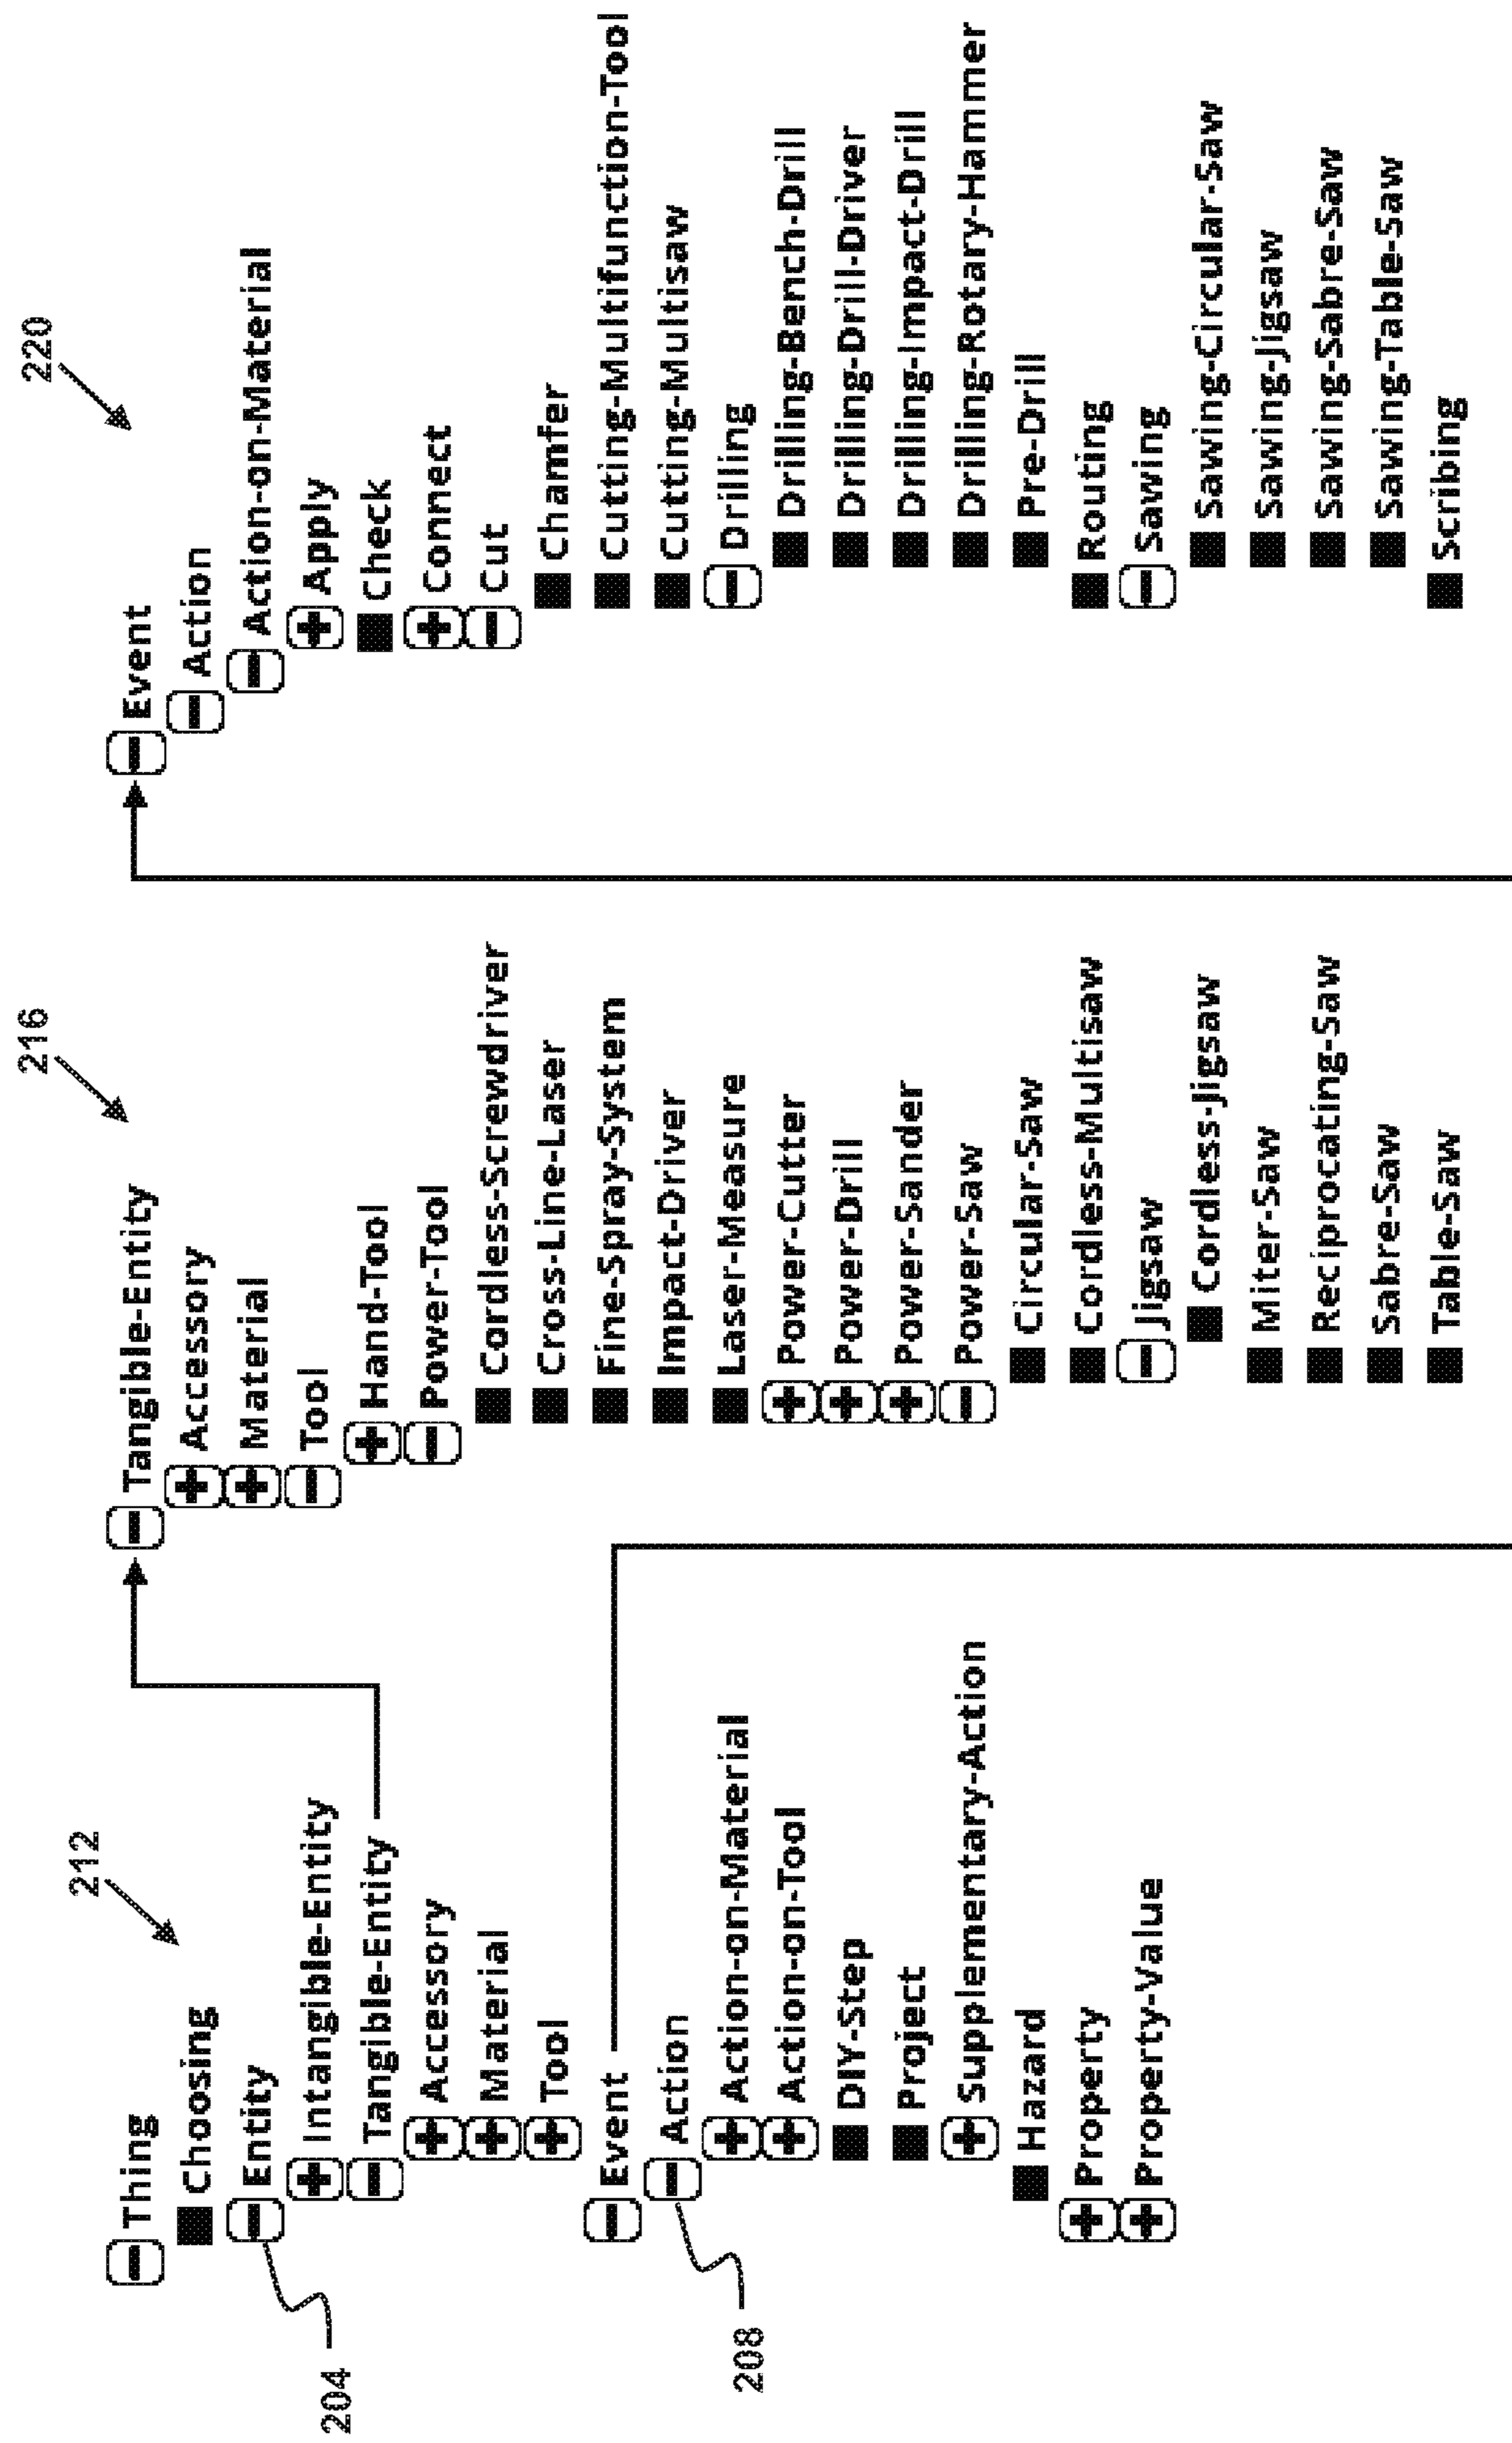 212
Thing
Choosing
Entity
Intangible-Entity
Tangible-Entity
Accessory
Material
Tool
Event
Action
Action-on-Material
Action-on-Tool
DIY-Step
Project
Supplementary-Action
Hazard
Property
Property-Value
204
208
216
Tangible-Entity
Accessory
Material
Tool
Hand-Tool
Power-Tool
Cordless-Screwdriver
Cross-Line-Laser
Fine-Spray-System
Impact-Driver
Laser-Measure
Power-Cutter
Power-Drill
Power-Sander
Power-Saw
Circular-Saw
Cordless-Multisaw
Jigsaw
Cordless-Jigsaw
Miter-Saw
Reciprocating-Saw
Sabre-Saw
Table-Saw
220
Event
Action
Action-on-Material
Apply
Check
Connect
Cut
Chamfer
Cutting-Multifunction-Tool
Cutting-Multisaw
Drilling
Drilling-Bench-Drill
Drilling-Drill-Driver
Drilling-Impact-Drill
Drilling-Rotary-Hammer
Pre-Drill
Routing
Sawing
Sawing-Circular-Saw
Sawing-Jigsaw
Sawing-Sabre-Saw
Sawing-Table-Saw
Scribing